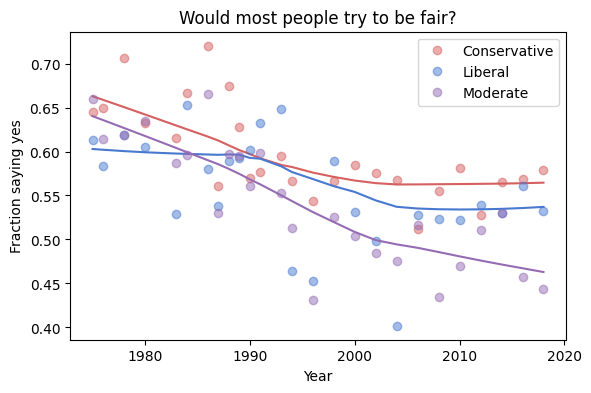 Would most people try to be fair?
Conservative
Liberal
Moderate
Fraction saying yes
0.70
0.65
0.60
0.55
0.50
0.45
0.40
1980
1990
2000
2010
2020
Year